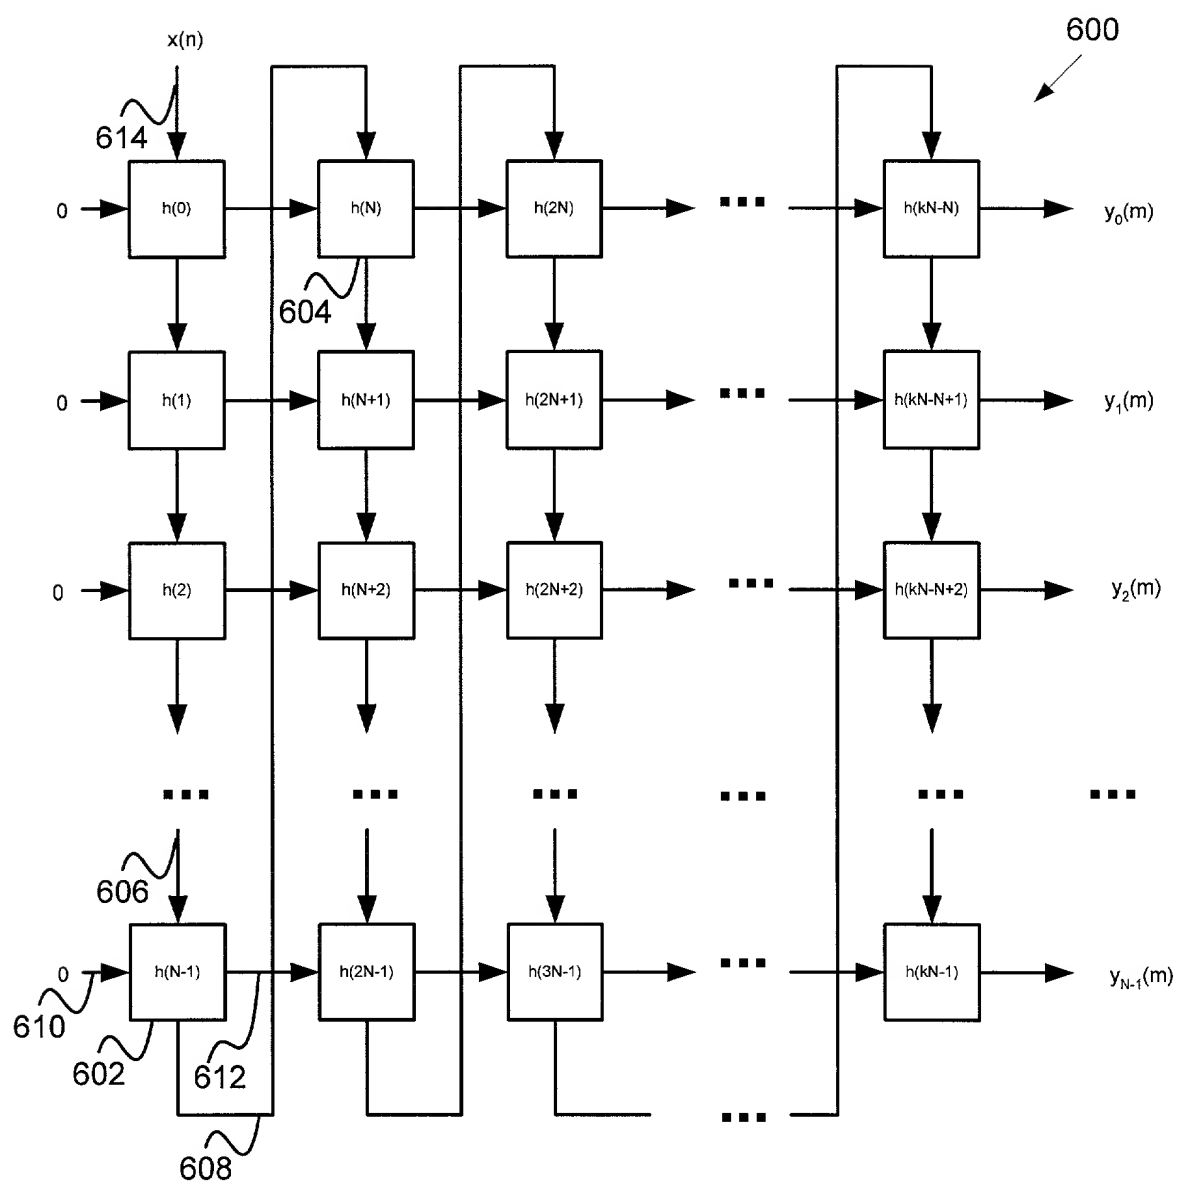 600
x(n)
614
0 h(0) h(N) h(2N) ... h(kN-N) y0(m)
604
0 h(1) h(N+1) h(2N+1) ... h(kN-N+1) y1(m)
0 h(2) h(N+2) h(2N+2) ... h(kN-N+2) y2(m)
... ... ... ... ... ...
606
0 h(N-1) h(2N-1) h(3N-1) ... h(kN-1) yN-1(m)
610
602
612
...
608